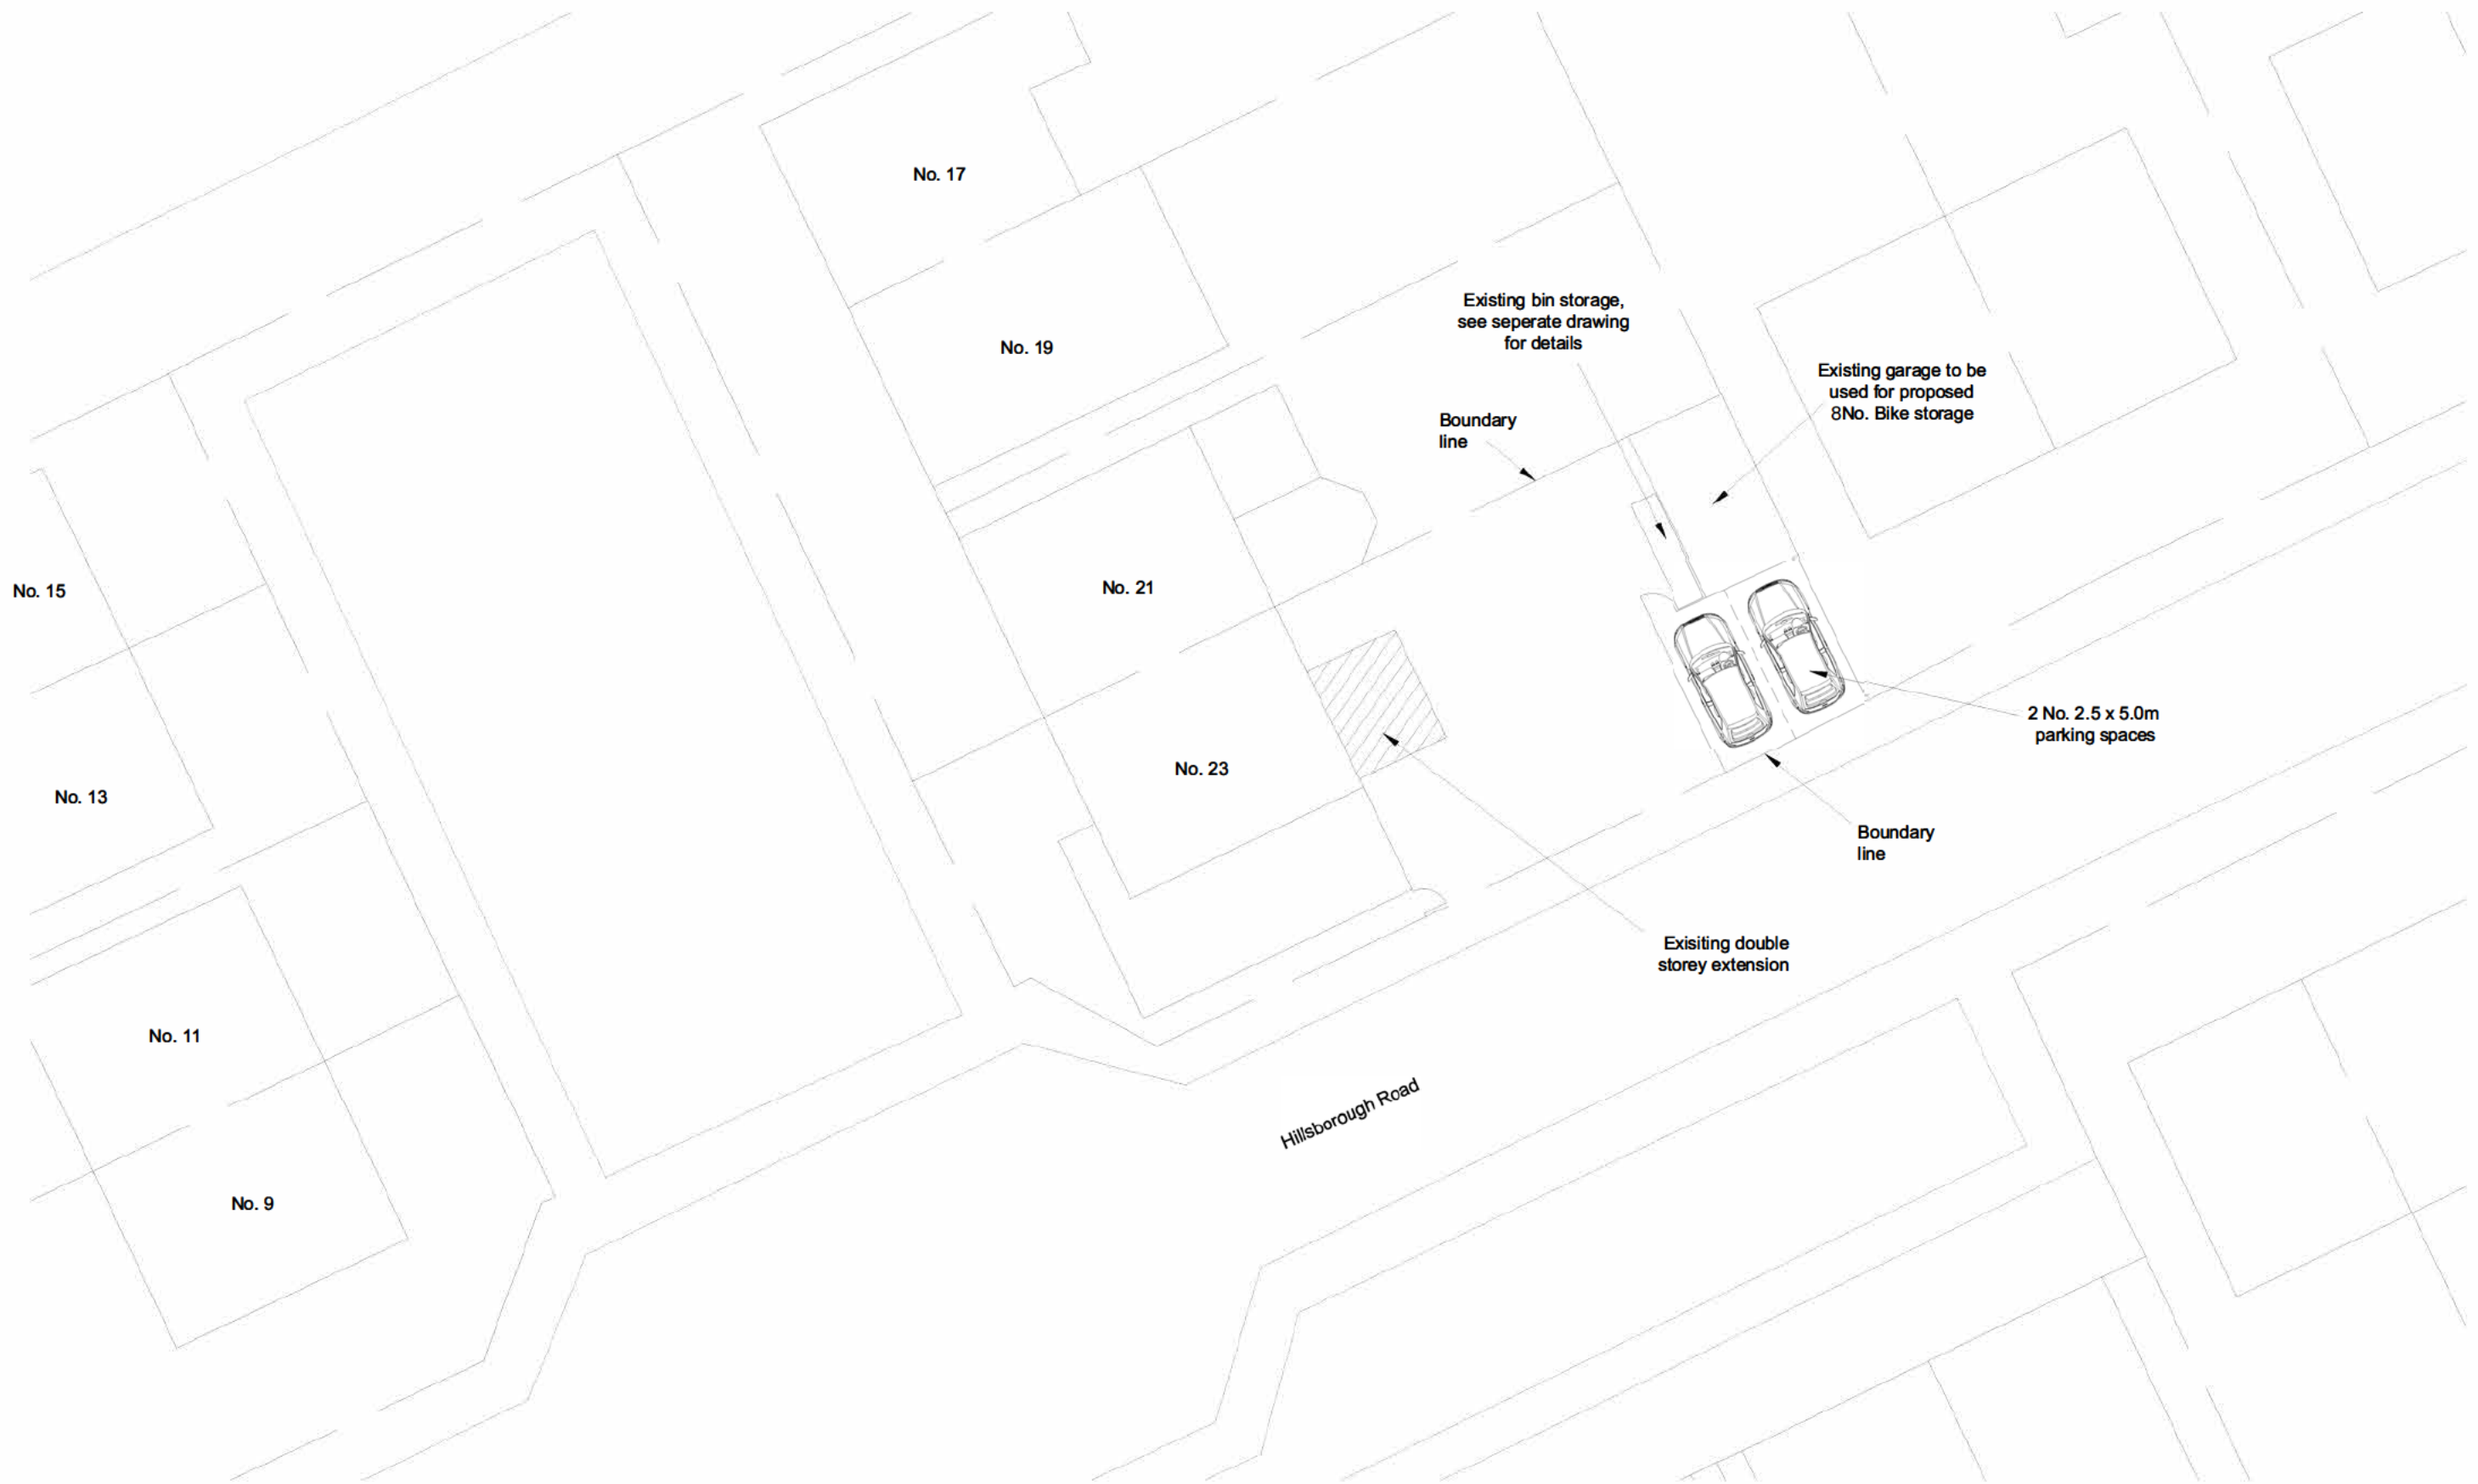 No. 17
Existing bin storage,
see seperate drawing
for details
No. 19
Existing garage to be
used for proposed
8No. Bike storage
Boundary
line
No. 15
No. 21
2 No. 2.5 x 5.0m
parking spaces
No. 23
No. 13
Boundary
line
Exisiting double
storey extension
No. 11
Hillsborough Road
No. 9